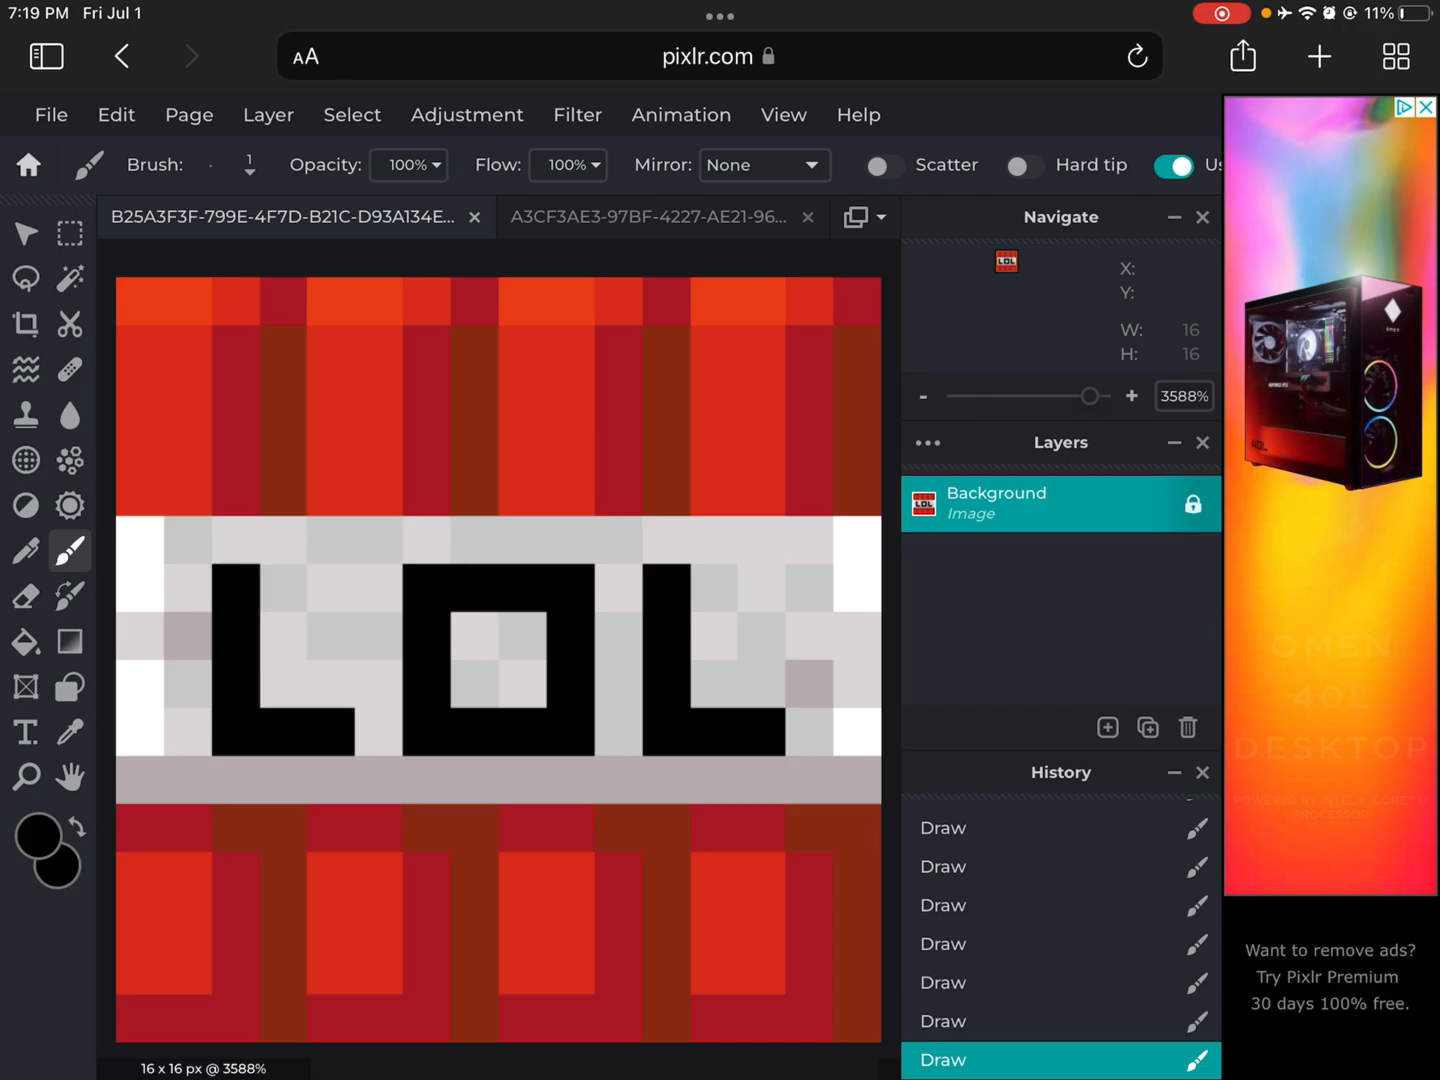 7:19 PM Fri Jul 1
11%
AA
pixlr.com
File Edit Page Layer Select Adjustment Filter Animation View Help
Brush: 1 Opacity: 100% Flow: 100% Mirror: None Scatter Hard tip Us
B25A3F3F-799E-4F7D-B21C-D93A134E...
A3CF3AE3-97BF-4227-AE21-96...
Navigate
X:
Y:
W: 16
H: 16
- + 3588%
Layers
Background
Image
LOL
History
Draw
Draw
Draw
Draw
Draw
Draw
Draw
16 x 16 px @ 3588%
OMEN
40L
DESKTOP
Want to remove ads?
Try Pixlr Premium
30 days 100% free.